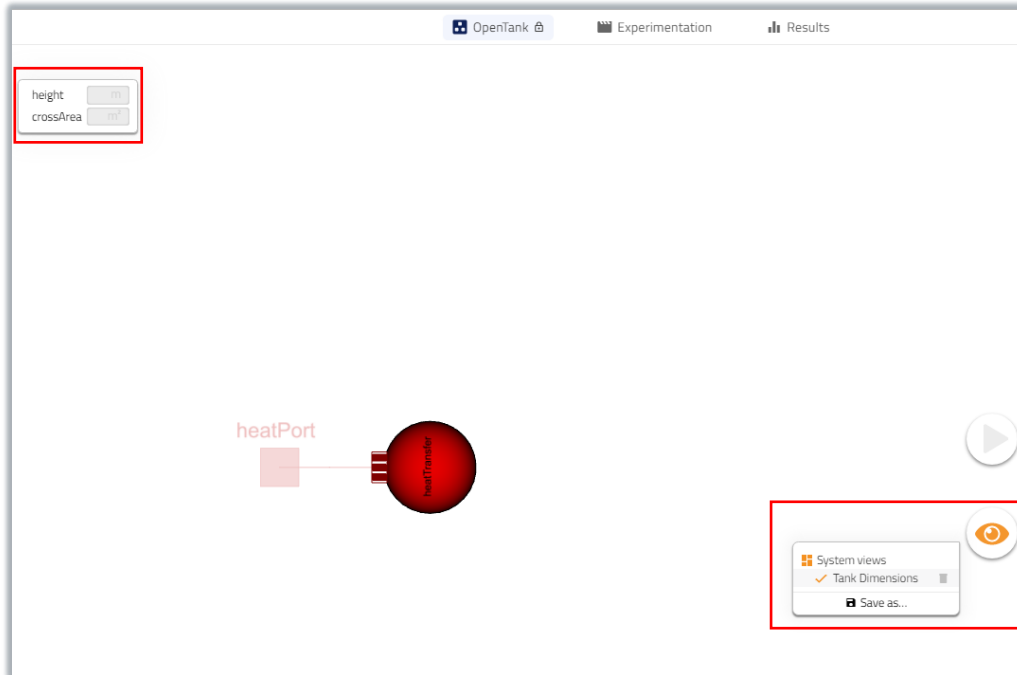 OpenTank
Experimentation
Results
height m
crossArea m²
heatPort
heatTransfer
System views
Tank Dimensions
Save as...